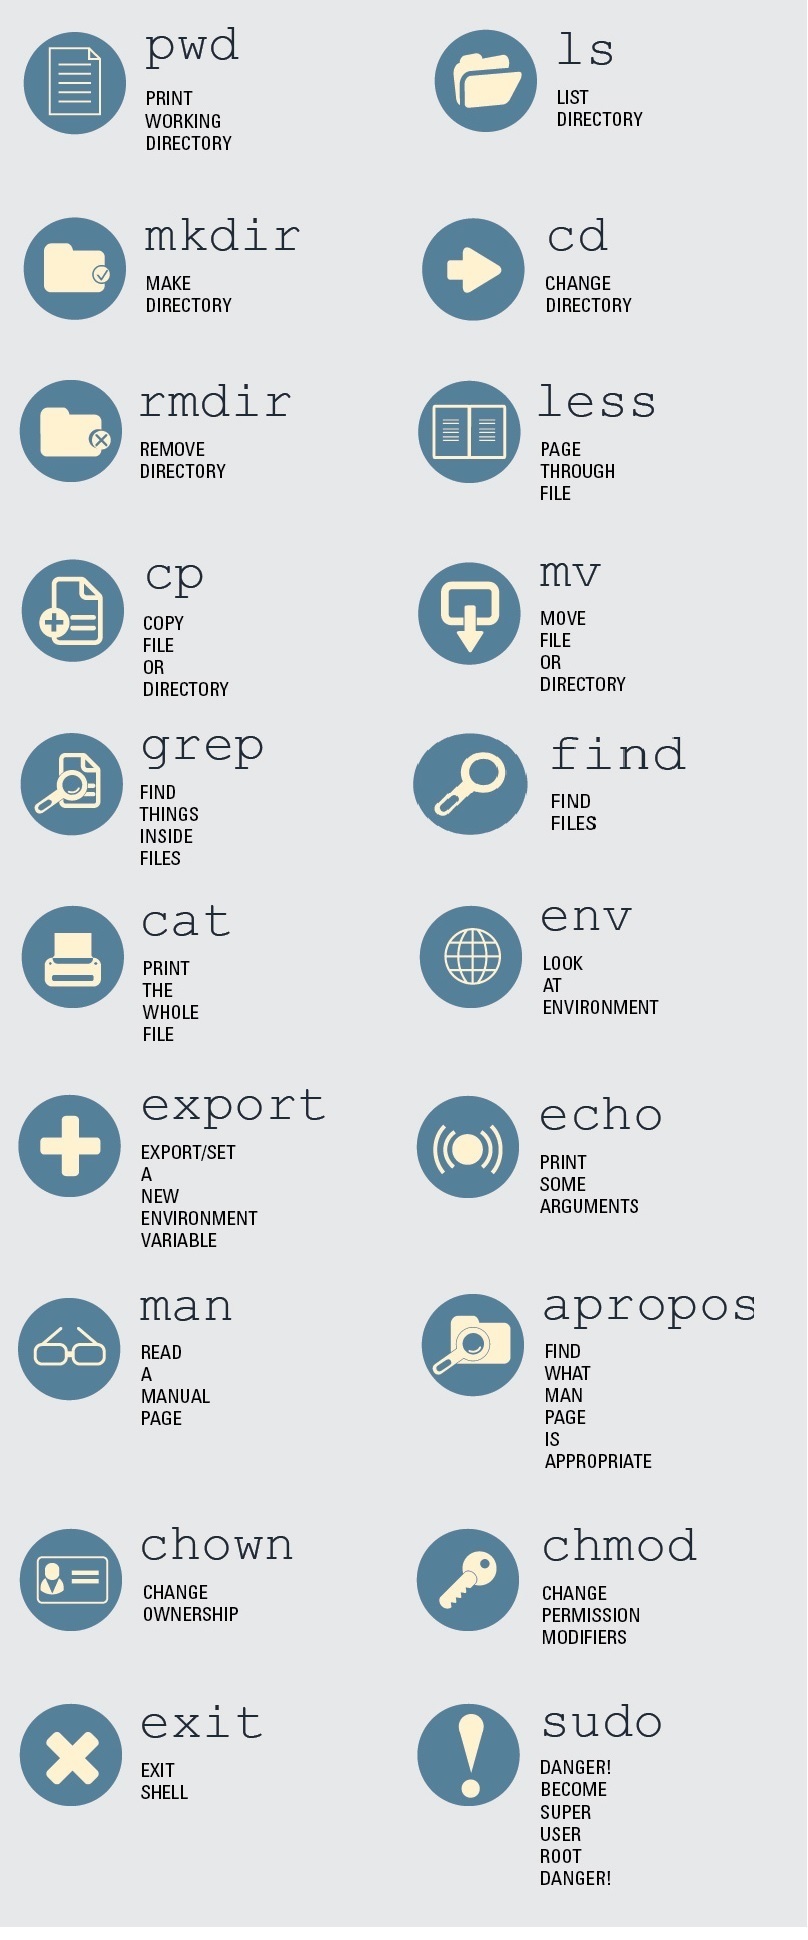 pwd
PRINT
WORKING
DIRECTORY
ls
LIST
DIRECTORY
mkdir
MAKE
DIRECTORY
cd
CHANGE
DIRECTORY
rmdir
REMOVE
DIRECTORY
less
PAGE
THROUGH
FILE
cp
COPY
FILE
OR
DIRECTORY
mv
MOVE
FILE
OR
DIRECTORY
grep
FIND
THINGS
INSIDE
FILES
find
FIND
FILES
cat
PRINT
THE
WHOLE
FILE
env
LOOK
AT
ENVIRONMENT
export
EXPORT/SET
A
NEW
ENVIRONMENT
VARIABLE
echo
PRINT
SOME
ARGUMENTS
man
READ
A
MANUAL
PAGE
apropos
FIND
WHAT
MAN
PAGE
IS
APPROPRIATE
chown
CHANGE
OWNERSHIP
chmod
CHANGE
PERMISSION
MODIFIERS
exit
EXIT
SHELL
sudo
DANGER!
BECOME
SUPER
USER
ROOT
DANGER!